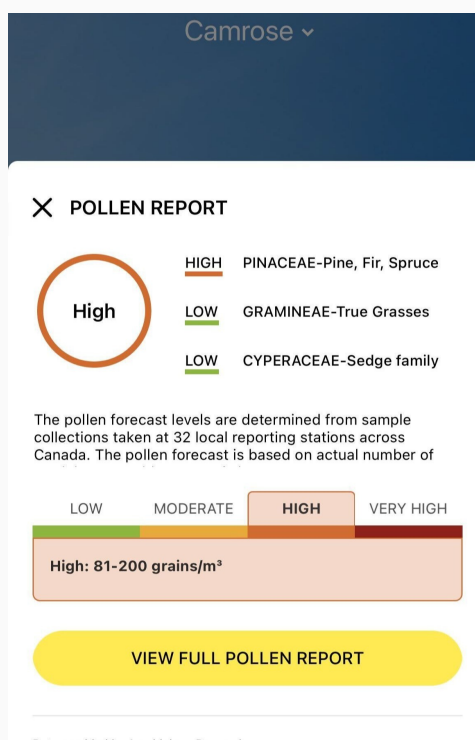 Camrose
POLLEN REPORT
High
HIGH PINACEAE-Pine, Fir, Spruce
LOW GRAMINEAE-True Grasses
LOW CYPERACEAE-Sedge family
The pollen forecast levels are determined from sample
collections taken at 32 local reporting stations across
Canada. The pollen forecast is based on actual number of
LOW MODERATE HIGH VERY HIGH
High: 81-200 grains/m³
VIEW FULL POLLEN REPORT